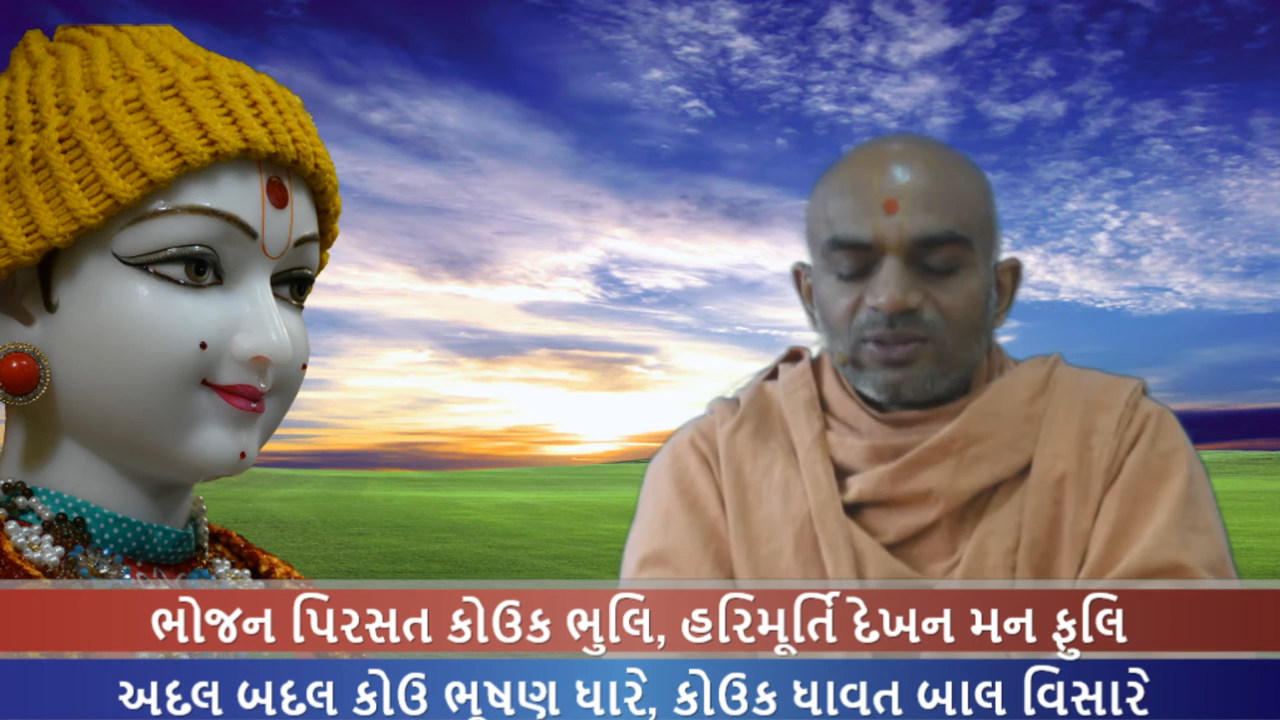 ભોજન પિરસત કોઉક ભુલિ, હરિમૂર્તિ દેખન મન ફુલિ
અદલ બદલ કોઉ ભૂષણ ધારે, કોઉક ધાવત બાલ વિસારે